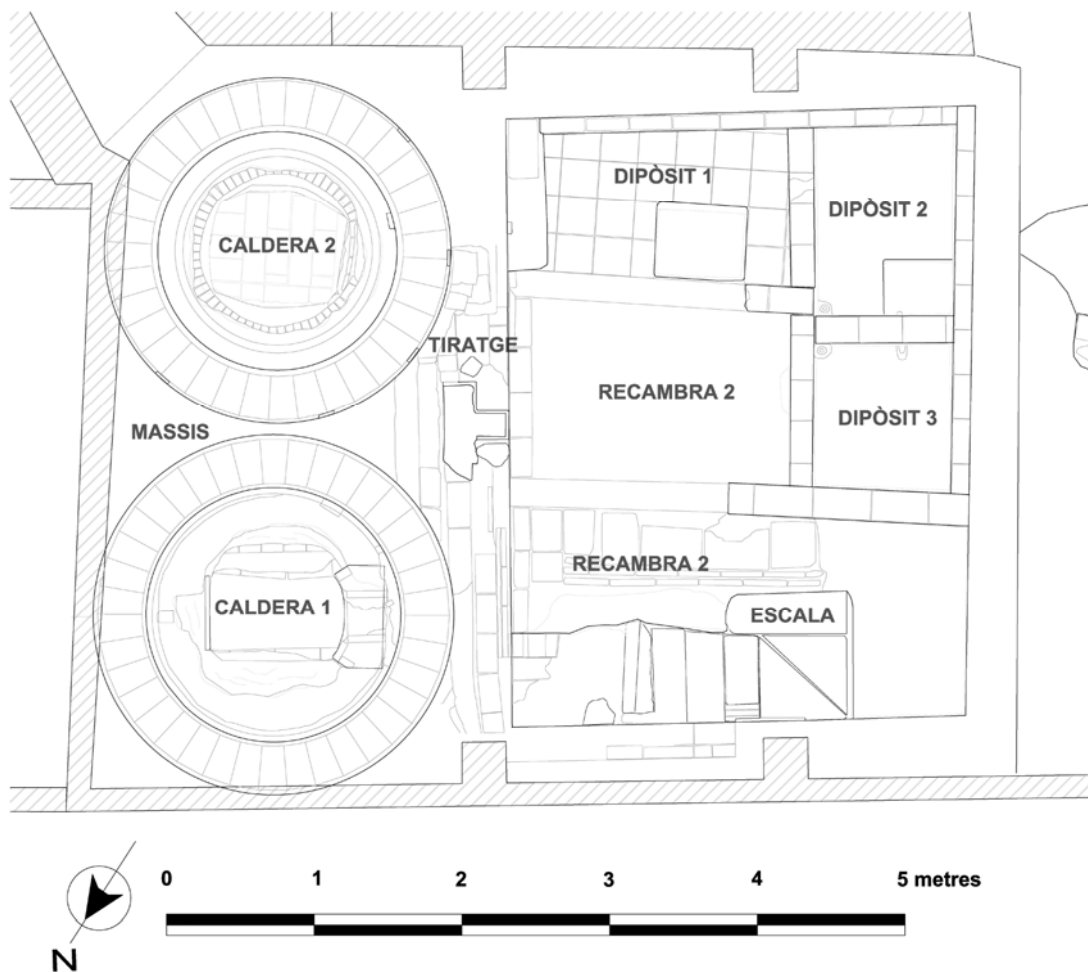 DIPÒSIT 1
DIPÒSIT 2
CALDERA 2
TIRATGE
RECAMBRA 2
DIPÒSIT 3
MASSIS
RECAMBRA 2
CALDERA 1
ESCALA
0 1 2 3 4 5 metres
N